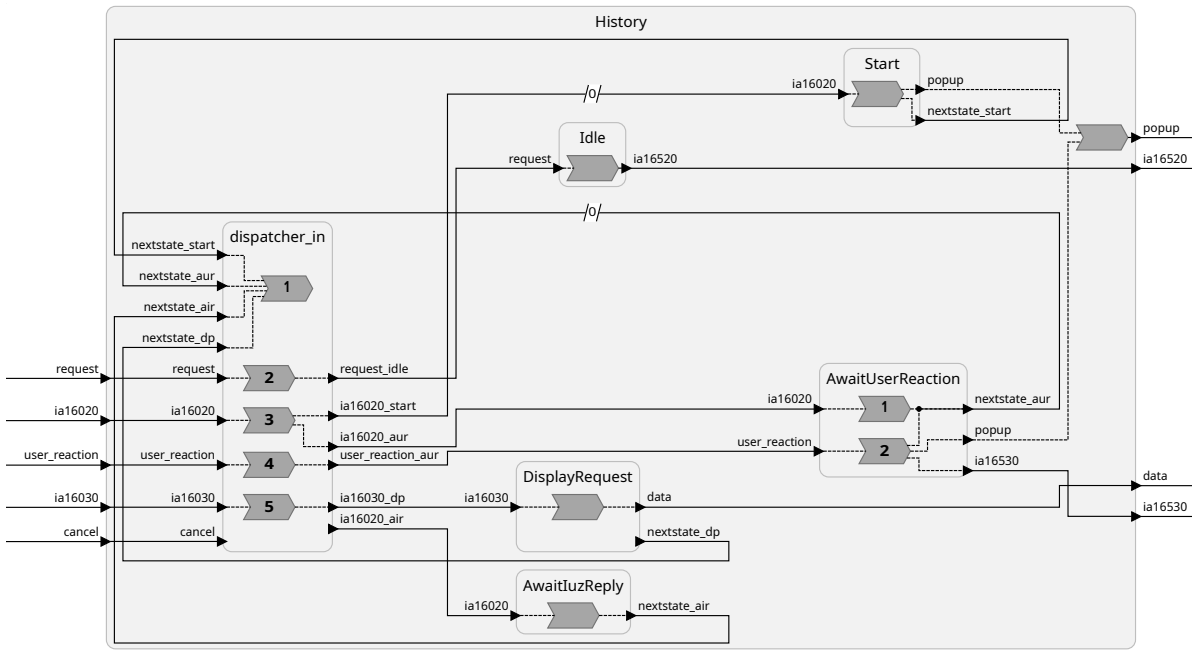 History
Start
ia16020
0
popup
nextstate_start
popup
Idle
request
ia16520
ia16520
0
dispatcher_in
nextstate_start
nextstate_aur
1
nextstate_air
nextstate_dp
request
request
2
request_idle
AwaitUserReaction
ia16020
ia16020
3
ia16020_start
ia16020
1
nextstate_aur
ia16020_aur
popup
user_reaction
user_reaction
4
user_reaction_aur
user_reaction
2
ia16530
DisplayRequest
data
ia16030
ia16030
5
ia16030_dp
ia16030
data
ia16530
ia16020_air
cancel
cancel
nextstate_dp
AwaitIuzReply
ia16020
nextstate_air